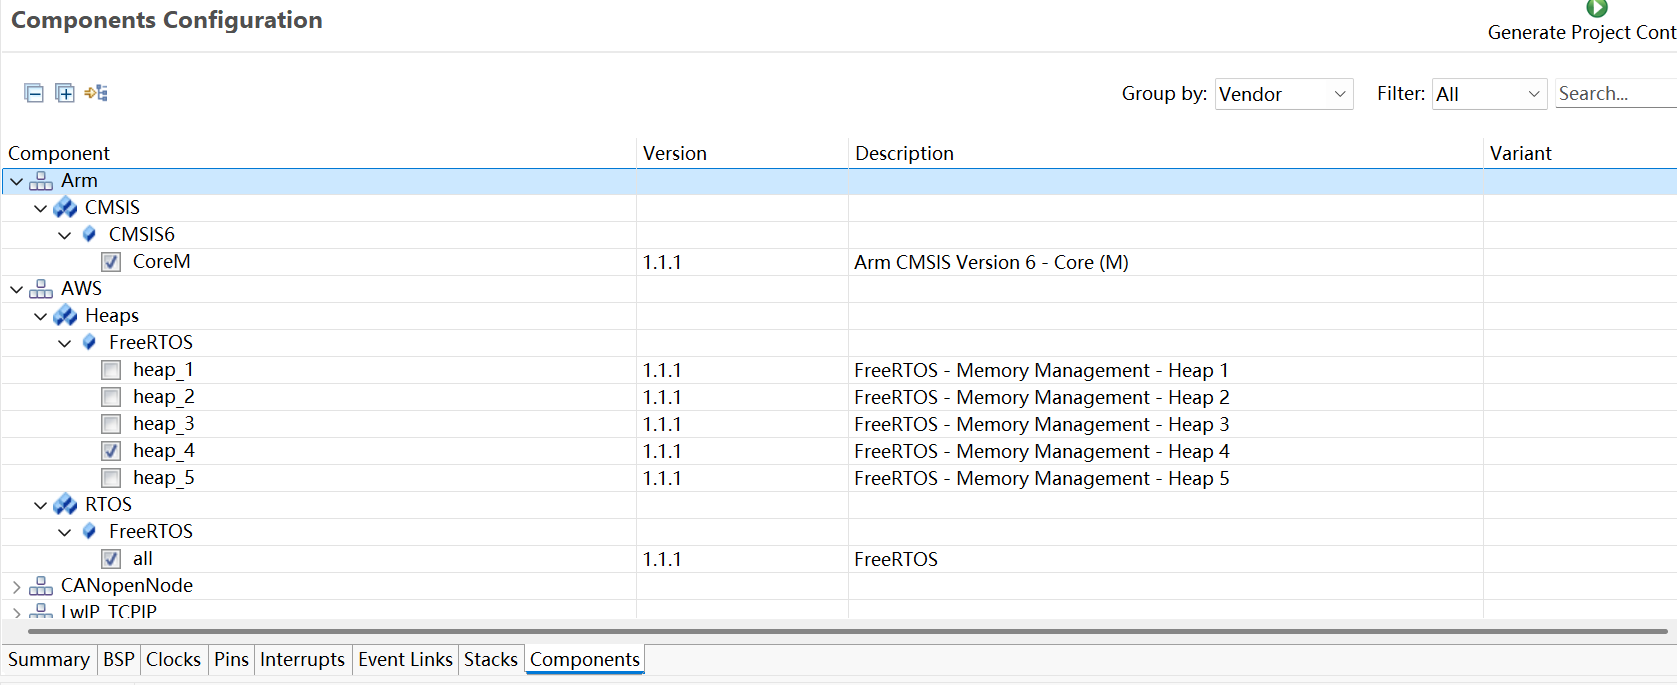 Components Configuration
Generate Project Cont
Group by: Vendor Filter: All Search...
Component Version Description Variant
Arm
CMSIS
CMSIS6
CoreM 1.1.1 Arm CMSIS Version 6 - Core (M)
AWS
Heaps
FreeRTOS
heap_1 1.1.1 FreeRTOS - Memory Management - Heap 1
heap_2 1.1.1 FreeRTOS - Memory Management - Heap 2
heap_3 1.1.1 FreeRTOS - Memory Management - Heap 3
heap_4 1.1.1 FreeRTOS - Memory Management - Heap 4
heap_5 1.1.1 FreeRTOS - Memory Management - Heap 5
RTOS
FreeRTOS
all 1.1.1 FreeRTOS
CANopenNode
LwIP_TCPIP
Summary BSP Clocks Pins Interrupts Event Links Stacks Components